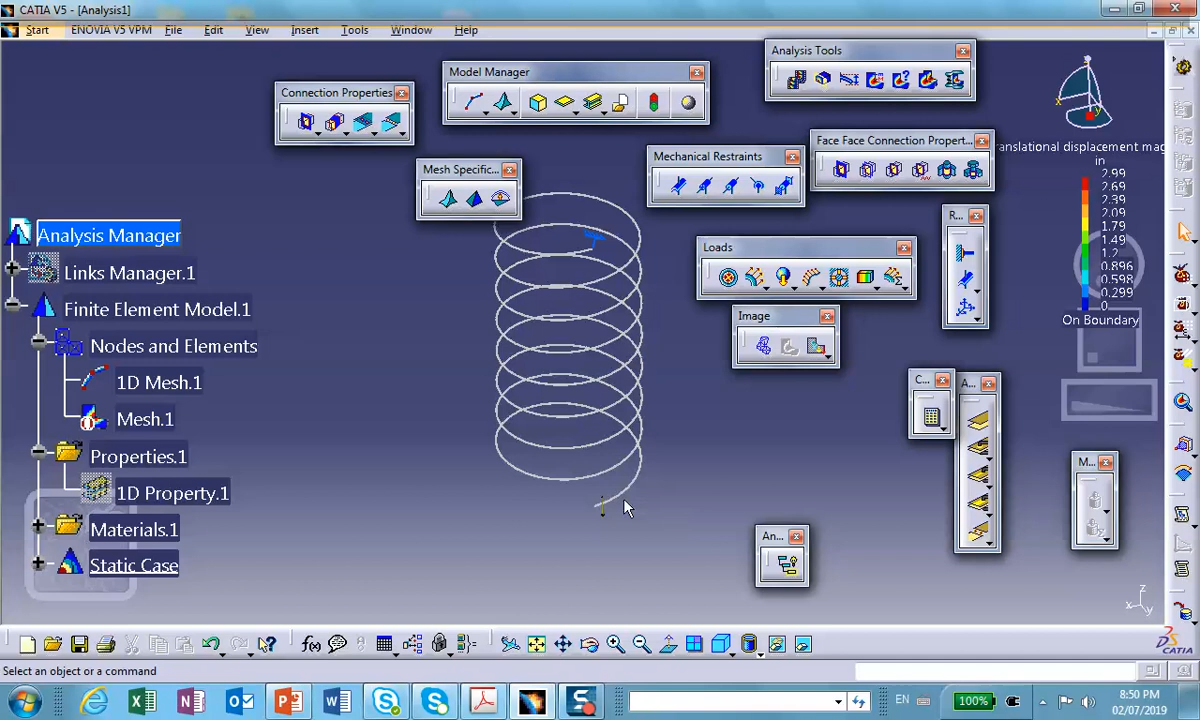 CATIA V5 - [Analysis1]
Start ENOVIA V5 VPM File Edit View Insert Tools Window Help
Analysis Tools
Model Manager
Connection Properties
Face Face Connection Propert...
Mechanical Restraints
Mesh Specific...
ranslational displacement mag
in
2.99
2.69
2.39
2.09
1.79
1.49
1.2
0.896
0.598
0.299
0
On Boundary
R...
Loads
Image
C...
A...
M...
An...
Analysis Manager
Links Manager.1
Finite Element Model.1
Nodes and Elements
1D Mesh.1
Mesh.1
Properties.1
1D Property.1
Materials.1
Static Case
x
z
x
y
f(x)
CATIA
Select an object or a command
EN
100%
8:50 PM
02/07/2019